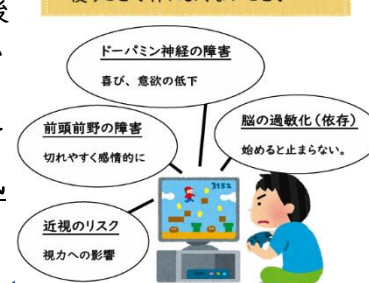 ドーパミン神経の障害
喜び、意欲の低下
前頭前野の障害
切れやすく感情的に
脳の過敏化(依存)
始めると止まらない。
近視のリスク
視力への影響
3152